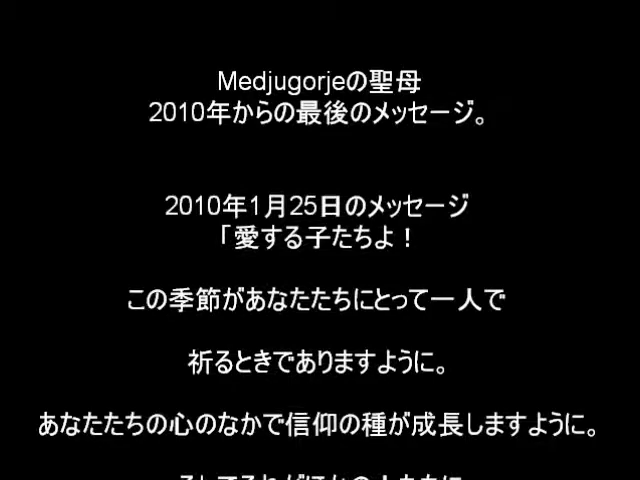 Medjugorjeの聖母
2010年からの最後のメッセージ。
2010年1月25日のメッセージ
「愛する子たちよ！
この季節があなたたちにとって一人で
祈るときでありますように。
あなたたちの心のなかで信仰の種が成長しますように。